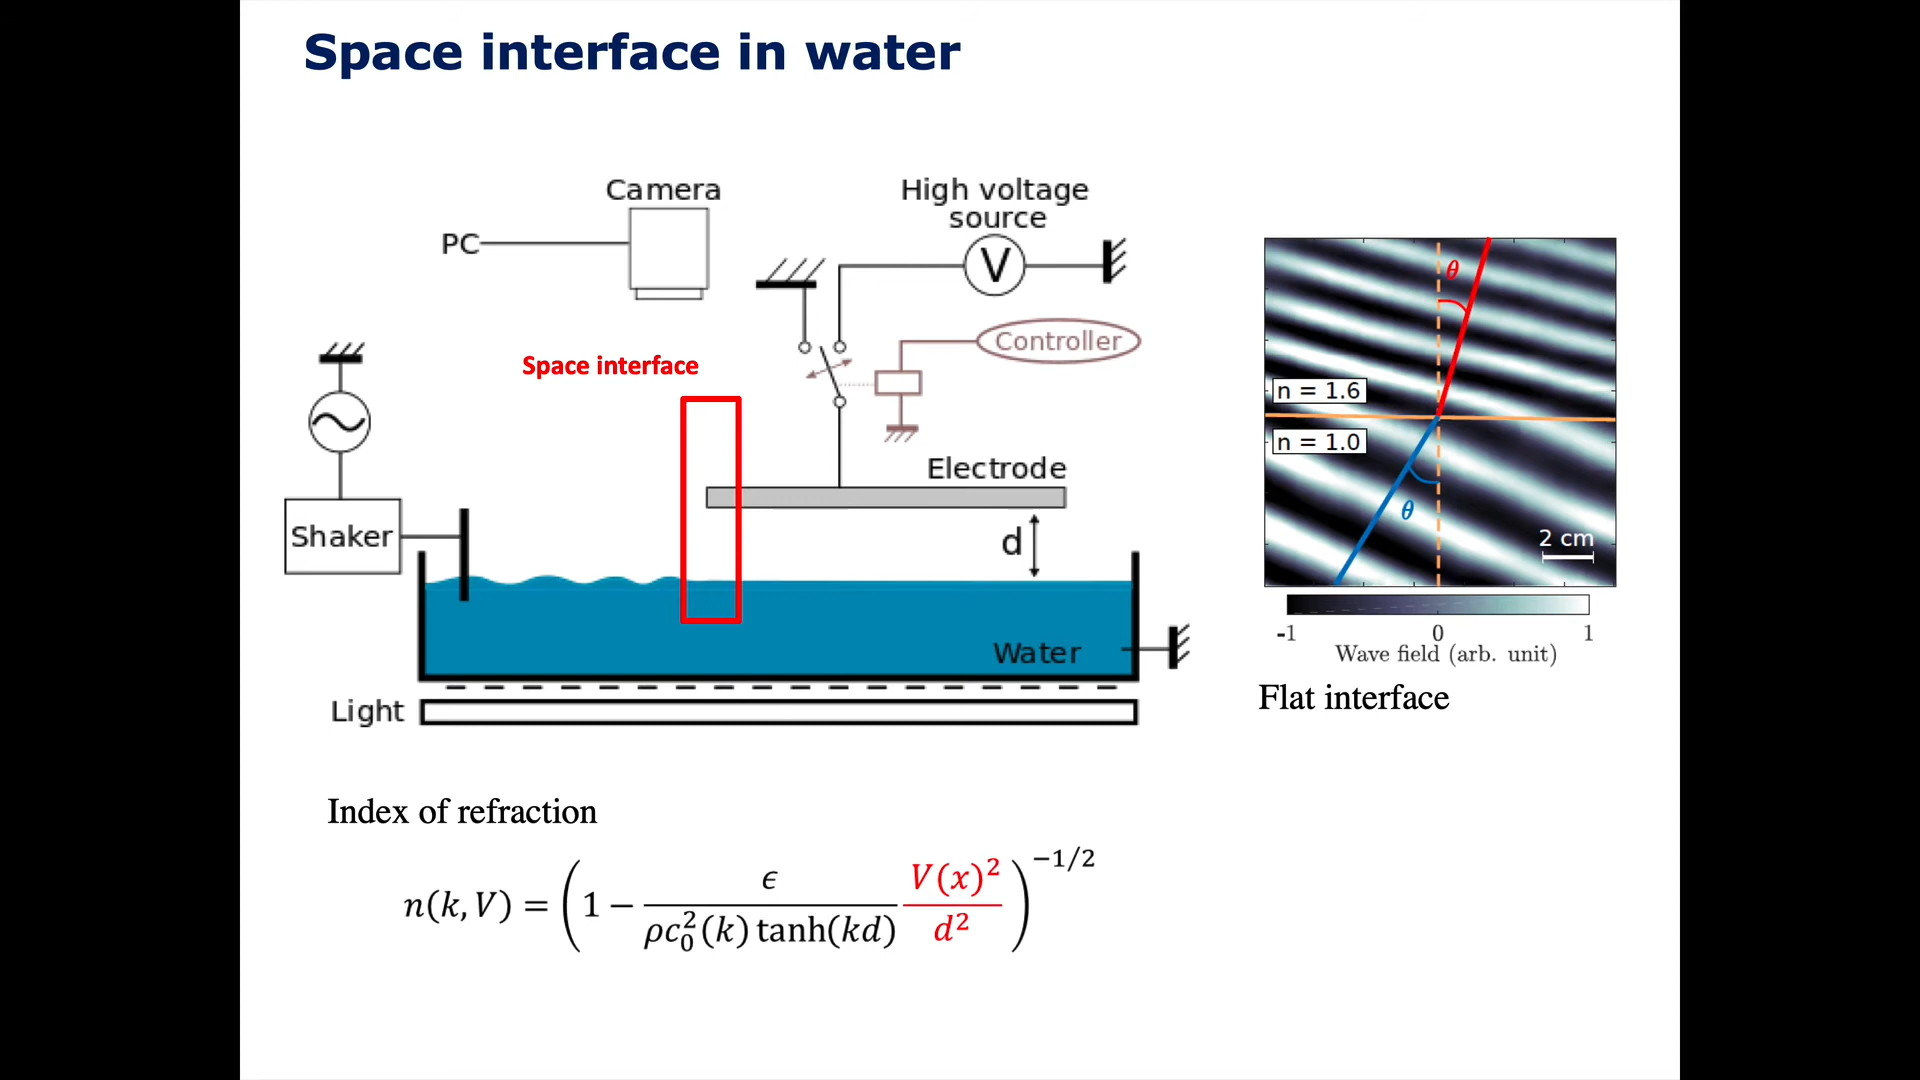 Space interface in water
Camera
PC
High voltage
source
V
Controller
Space interface
Electrode
Shaker
d
Water
Light
θ
n = 1.6
n = 1.0
θ
2 cm
-1 0 1
Wave field (arb. unit)
Flat interface
Index of refraction
n(k, V) = (1 − ϵ / ρc₀²(k) tanh(kd) V(x)² / d²)^−1/2